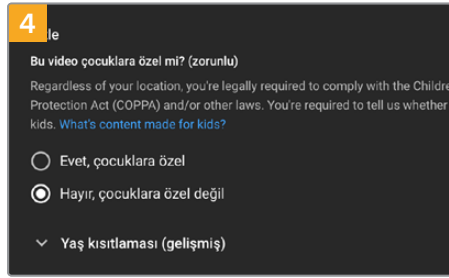 4
le
Bu video çocuklara özel mi? (zorunlu)
Regardless of your location, you're legally required to comply with the Childre
Protection Act (COPPA) and/or other laws. You're required to tell us whether
kids. What's content made for kids?
Evet, çocuklara özel
Hayır, çocuklara özel değil
Yaş kısıtlaması (gelişmiş)